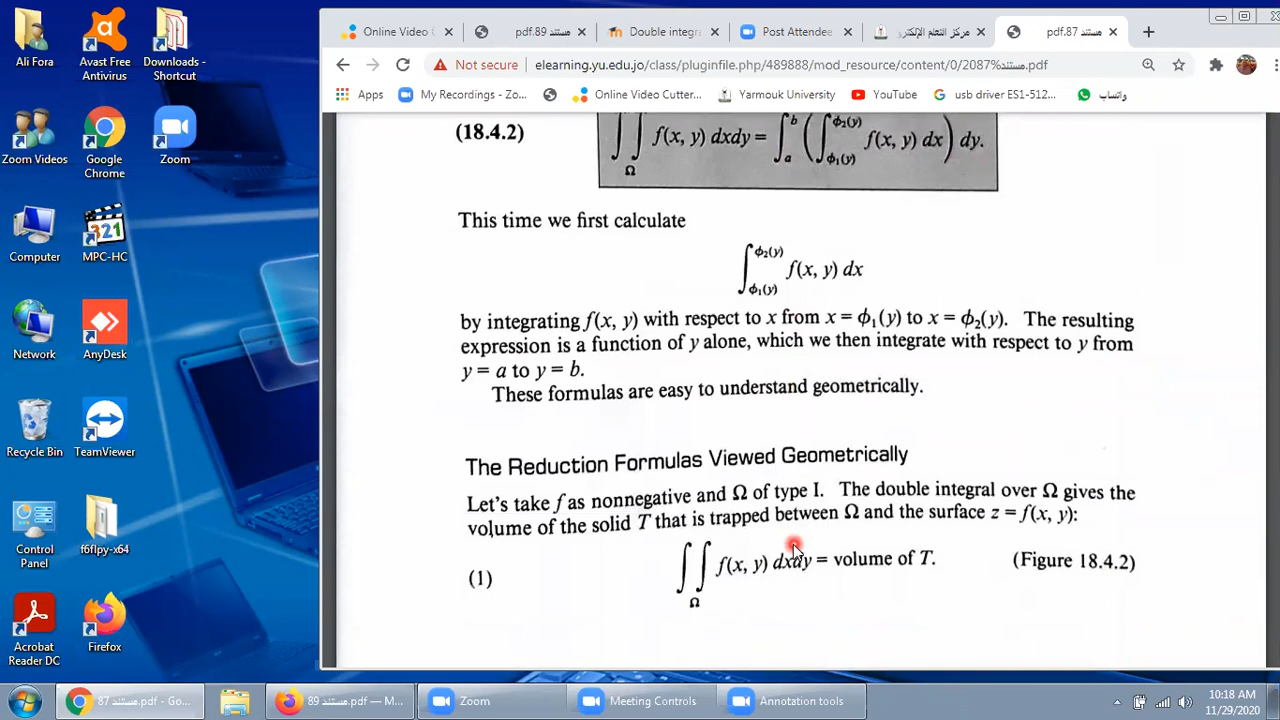 Online Video
مستند 89.pdf
Double integr
Post Attendee
مركز التعلم الإلكترو
مستند 87.pdf
Not secure
elearning.yu.edu.jo/class/pluginfile.php/489888/mod_resource/content/0/2087%مستند.pdf
Apps
My Recordings - Zo...
Online Video Cutter...
Yarmouk University
YouTube
usb driver ES1-512...
واتساب
Ali Fora
Avast Free Antivirus
Downloads - Shortcut
Zoom Videos
Google Chrome
Zoom
Computer
MPC-HC
Network
AnyDesk
Recycle Bin
TeamViewer
Control Panel
f6flpy-x64
Acrobat Reader DC
Firefox
(18.4.2) ∫∫Ω f(x, y) dxdy = ∫_a^b (∫_{ϕ₁(y)}^{ϕ₂(y)} f(x, y) dx) dy.
This time we first calculate
∫_{ϕ₁(y)}^{ϕ₂(y)} f(x, y) dx
by integrating f(x, y) with respect to x from x = ϕ₁(y) to x = ϕ₂(y). The resulting
expression is a function of y alone, which we then integrate with respect to y from
y = a to y = b.
These formulas are easy to understand geometrically.
The Reduction Formulas Viewed Geometrically
Let's take f as nonnegative and Ω of type I. The double integral over Ω gives the
volume of the solid T that is trapped between Ω and the surface z = f(x, y):
(1) ∫∫Ω f(x, y) dxdy = volume of T. (Figure 18.4.2)
مستند 87.pdf - Go...
مستند 89.pdf — M...
Zoom
Meeting Controls
Annotation tools
10:18 AM
11/29/2020